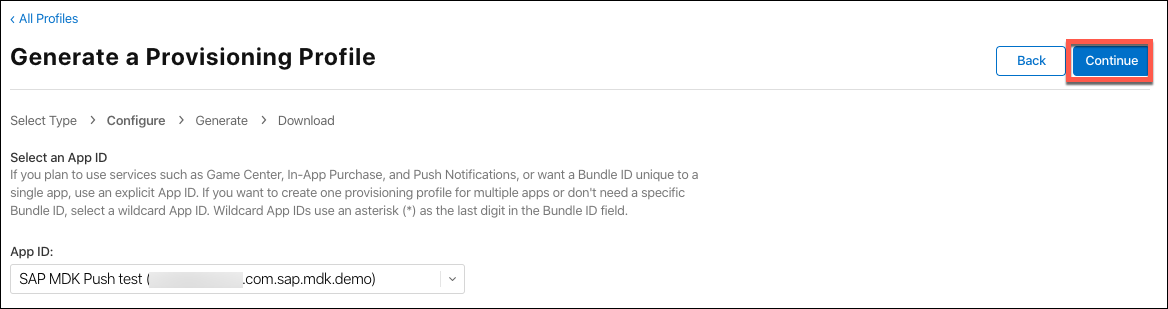 ‹ All Profiles
Generate a Provisioning Profile
Back
Continue
Select Type > Configure > Generate > Download
Select an App ID
If you plan to use services such as Game Center, In-App Purchase, and Push Notifications, or want a Bundle ID unique to a
single app, use an explicit App ID. If you want to create one provisioning profile for multiple apps or don't need a specific
Bundle ID, select a wildcard App ID. Wildcard App IDs use an asterisk (*) as the last digit in the Bundle ID field.
App ID:
SAP MDK Push test ( .com.sap.mdk.demo)